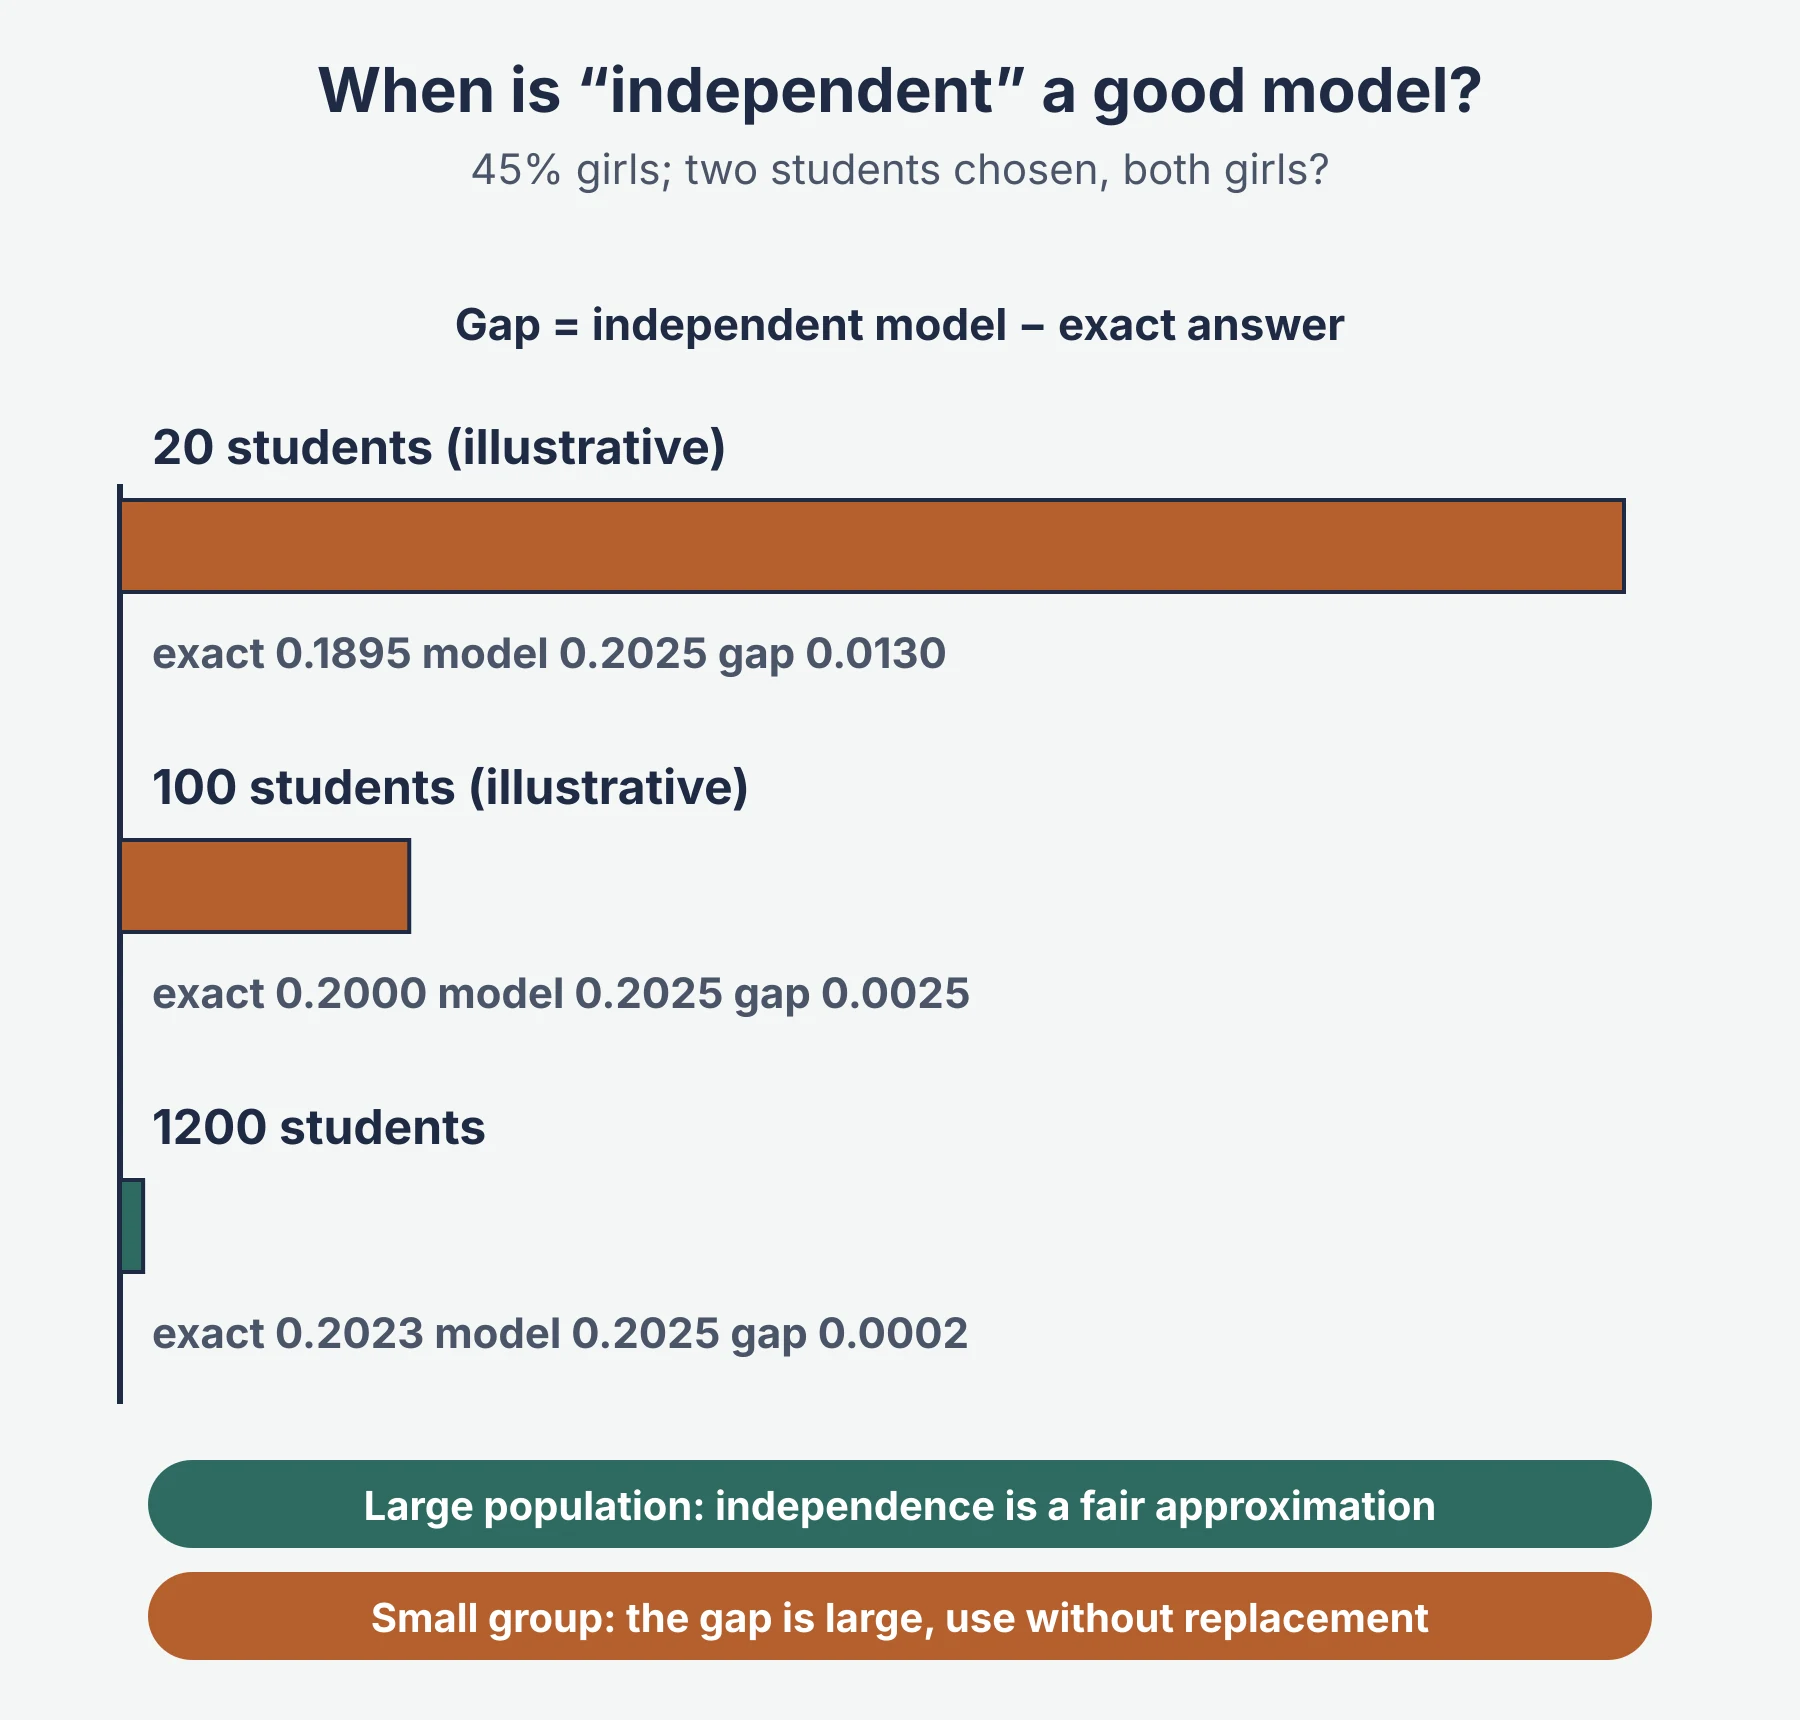 When is “independent” a good model?
45% girls; two students chosen, both girls?
Gap = independent model − exact answer
20 students (illustrative)
exact 0.1895 model 0.2025 gap 0.0130
100 students (illustrative)
exact 0.2000 model 0.2025 gap 0.0025
1200 students
exact 0.2023 model 0.2025 gap 0.0002
Large population: independence is a fair approximation
Small group: the gap is large, use without replacement